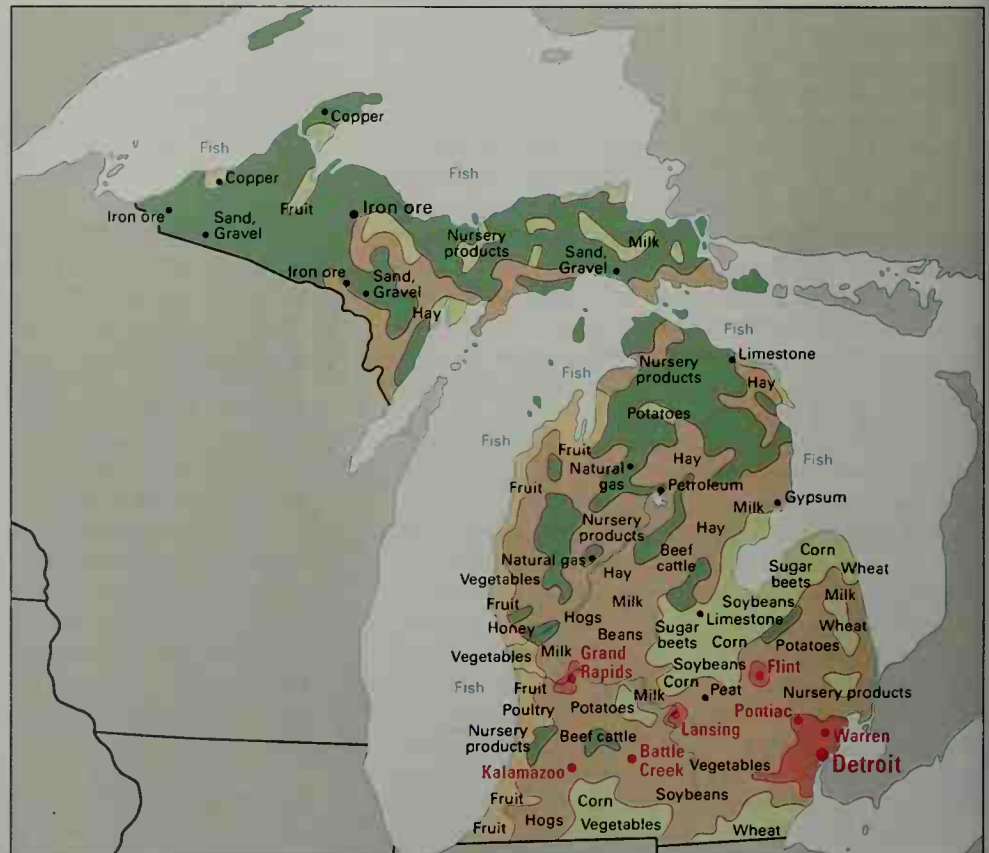 Copper
Fish
Fish
Copper
Iron ore
Sand,
Gravel
Fruit
Iron ore
Nursery
products
Milk
Sand,
Gravel
Iron ore
Sand,
Gravel
Hay
Fish
Nursery
products
Limestone
Hay
Fish
Potatoes
Fish
Fruit
Natural
gas
Hay
Fish
Fruit
Petroleum
Milk
Gypsum
Nursery
products
Hay
Natural gas
Beef
cattle
Hay
Corn
Sugar
beets
Wheat
Vegetables
Milk
Soybeans
Milk
Fruit
Honey
Hogs
Limestone
Beans
Sugar
beets
Corn
Wheat
Potatoes
Vegetables
Milk
Grand
Rapids
Soybeans
Flint
Corn
Fish
Fruit
Milk
Peat
Nursery products
Poultry
Potatoes
Lansing
Pontiac
Nursery
products
Beef cattle
Warren
Battle
Creek
Vegetables
Detroit
Kalamazoo
Fruit
Corn
Soybeans
Hogs
Vegetables
Fruit
Wheat